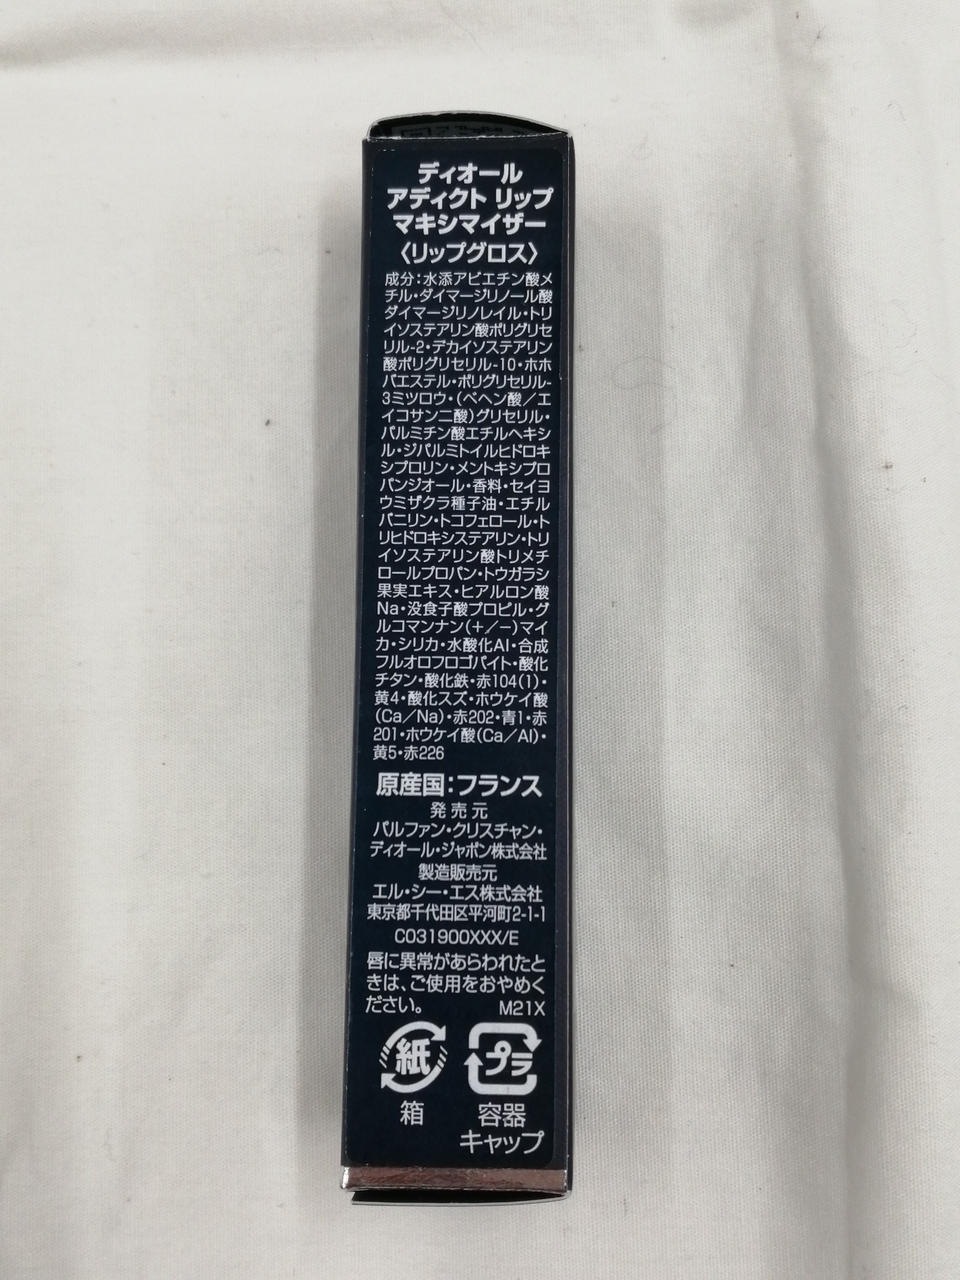 ディオール
アディクト リップ
マキシマイザー
〈リップグロス〉
成分：水添アビエチン酸メ
チル・ダイマージリノール酸
ダイマージリノレイル・トリ
イソステアリン酸ポリグリセ
リル-2・デカイソステアリン
酸ポリグリセリル-10・ホホ
バエステル・ポリグリセリル-
3ミツロウ・(ベヘン酸／エ
イコサン二酸)グリセリル・
パルミチン酸エチルヘキシ
ル・ジパルミトイルヒドロキ
シプロリン・メントキシプロ
パンジオール・香料・セイヨ
ウミザクラ種子油・エチル
バニリン・トコフェロール・ト
リヒドロキシステアリン・トリ
イソステアリン酸トリメチ
ロールプロパン・トウガラシ
果実エキス・ヒアルロン酸
Na・没食子酸プロピル・グ
ルコマンナン(+／−)マイ
カ・シリカ・水酸化Al・合成
フルオロフロゴパイト・酸化
チタン・酸化鉄・赤104(1)・
黄4・酸化スズ・ホウケイ酸
(Ca／Na)・赤202・青1・赤
201・ホウケイ酸(Ca／Al)・
黄5・赤226
原産国：フランス
発売元
パルファン・クリスチャン・
ディオール・ジャポン株式会社
製造販売元
エル・シー・エス株式会社
東京都千代田区平河町2-1-1
C031900XXX/E
唇に異常があらわれたと
きは、ご使用をおやめく
ださい。 M21X
紙 プラ
箱 容器
キャップ